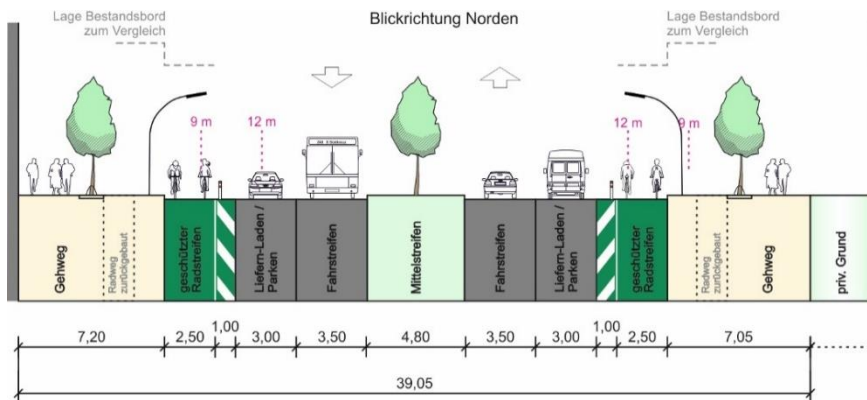 Lage Bestandsbord
zum Vergleich
Blickrichtung Norden
Lage Bestandsbord
zum Vergleich
9 m
12 m
12 m
9 m
Gehweg
Radweg
zurückgebaut
geschützter
Radstreifen
Liefern-Laden /
Parken
Fahrstreifen
Mittelstreifen
Fahrstreifen
Liefern-Laden /
Parken
geschützter
Radstreifen
Radweg
zurückgebaut
Gehweg
priv. Grund
7,20
2,50
1,00
3,00
3,50
4,80
3,50
3,00
1,00
2,50
7,05
39,05